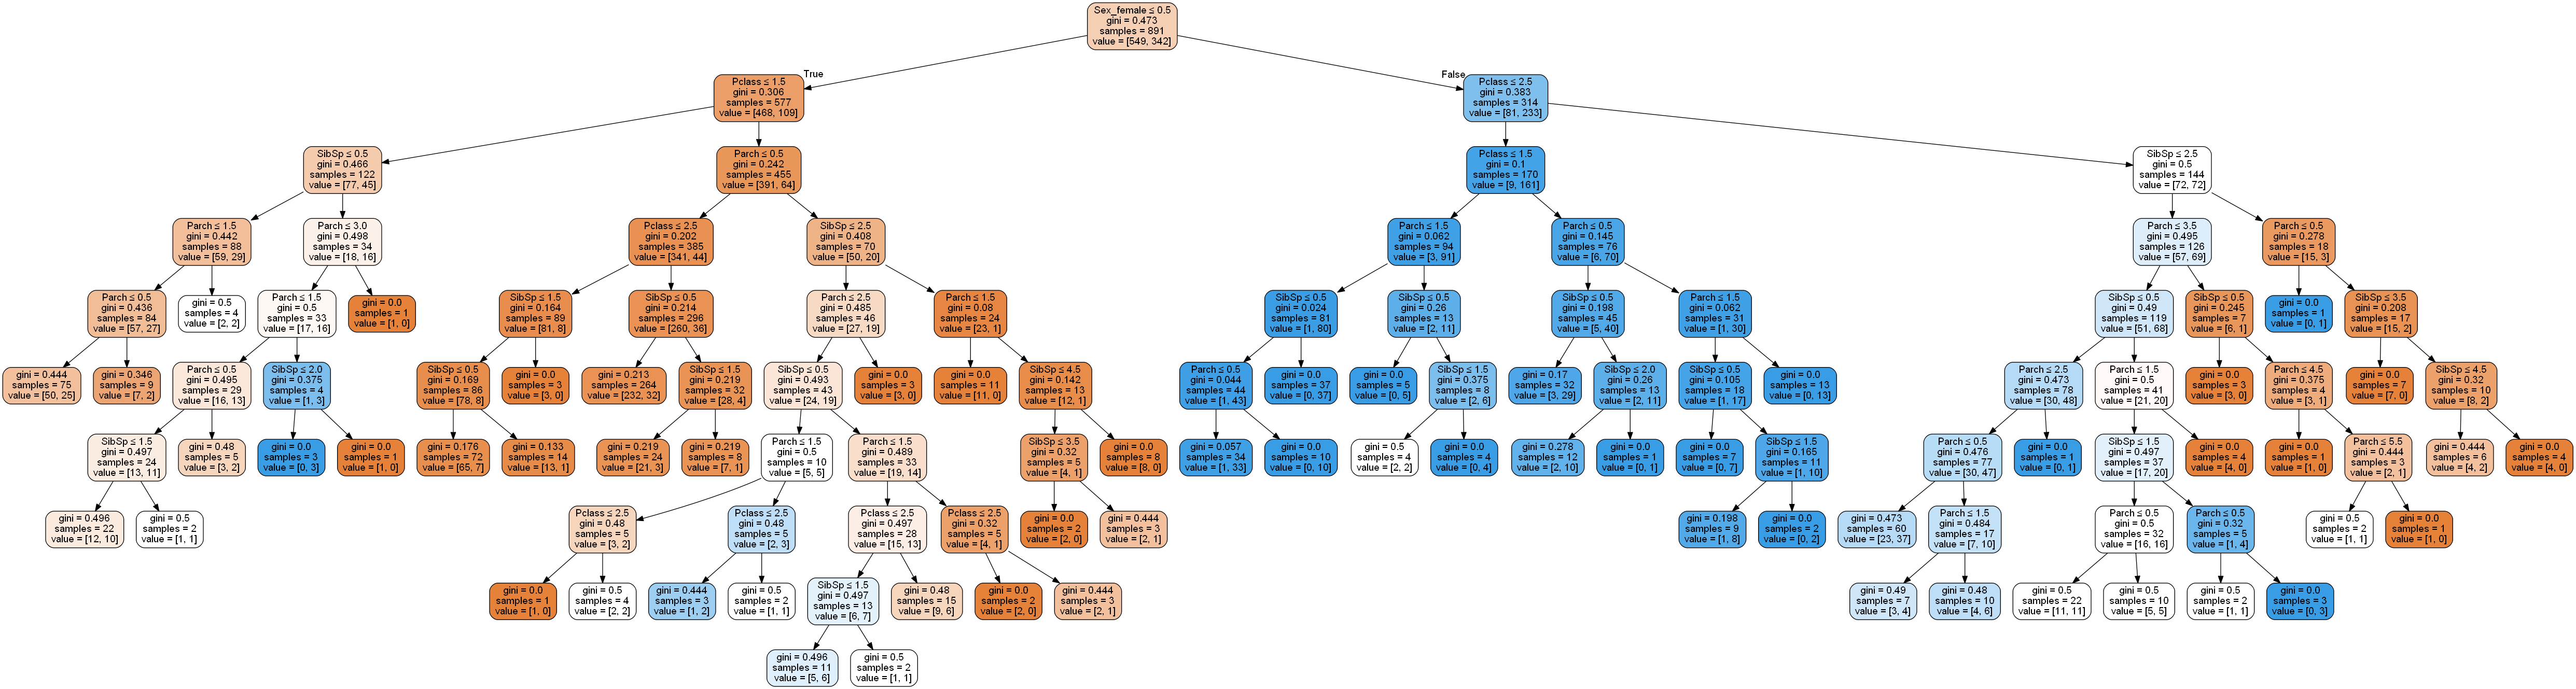 Sex_female ≤ 0.5
gini = 0.473
samples = 891
value = [549, 342]
True
False
Pclass ≤ 1.5
gini = 0.306
samples = 577
value = [468, 109]
Pclass ≤ 2.5
gini = 0.383
samples = 314
value = [81, 233]
SibSp ≤ 0.5
gini = 0.466
samples = 122
value = [77, 45]
Parch ≤ 0.5
gini = 0.242
samples = 455
value = [391, 64]
Pclass ≤ 1.5
gini = 0.1
samples = 170
value = [9, 161]
SibSp ≤ 2.5
gini = 0.5
samples = 144
value = [72, 72]
Parch ≤ 1.5
gini = 0.442
samples = 88
value = [59, 29]
Parch ≤ 3.0
gini = 0.498
samples = 34
value = [18, 16]
Pclass ≤ 2.5
gini = 0.202
samples = 385
value = [341, 44]
SibSp ≤ 2.5
gini = 0.408
samples = 70
value = [50, 20]
Parch ≤ 1.5
gini = 0.062
samples = 94
value = [3, 91]
Parch ≤ 0.5
gini = 0.145
samples = 76
value = [6, 70]
Parch ≤ 3.5
gini = 0.495
samples = 126
value = [57, 69]
Parch ≤ 0.5
gini = 0.278
samples = 18
value = [15, 3]
Parch ≤ 0.5
gini = 0.436
samples = 84
value = [57, 27]
gini = 0.5
samples = 4
value = [2, 2]
Parch ≤ 1.5
gini = 0.5
samples = 33
value = [17, 16]
gini = 0.0
samples = 1
value = [1, 0]
SibSp ≤ 1.5
gini = 0.164
samples = 89
value = [81, 8]
SibSp ≤ 0.5
gini = 0.214
samples = 296
value = [260, 36]
Parch ≤ 2.5
gini = 0.485
samples = 46
value = [27, 19]
Parch ≤ 1.5
gini = 0.08
samples = 24
value = [23, 1]
SibSp ≤ 0.5
gini = 0.024
samples = 81
value = [1, 80]
SibSp ≤ 0.5
gini = 0.26
samples = 13
value = [2, 11]
SibSp ≤ 0.5
gini = 0.198
samples = 45
value = [5, 40]
Parch ≤ 1.5
gini = 0.062
samples = 31
value = [1, 30]
SibSp ≤ 0.5
gini = 0.49
samples = 119
value = [51, 68]
SibSp ≤ 0.5
gini = 0.245
samples = 7
value = [6, 1]
gini = 0.0
samples = 1
value = [0, 1]
SibSp ≤ 3.5
gini = 0.208
samples = 17
value = [15, 2]
gini = 0.444
samples = 75
value = [50, 25]
gini = 0.346
samples = 9
value = [7, 2]
Parch ≤ 0.5
gini = 0.495
samples = 29
value = [16, 13]
SibSp ≤ 2.0
gini = 0.375
samples = 4
value = [1, 3]
SibSp ≤ 0.5
gini = 0.169
samples = 86
value = [78, 8]
gini = 0.0
samples = 3
value = [3, 0]
gini = 0.213
samples = 264
value = [232, 32]
SibSp ≤ 1.5
gini = 0.219
samples = 32
value = [28, 4]
SibSp ≤ 0.5
gini = 0.493
samples = 43
value = [24, 19]
gini = 0.0
samples = 3
value = [3, 0]
gini = 0.0
samples = 11
value = [11, 0]
SibSp ≤ 4.5
gini = 0.142
samples = 13
value = [12, 1]
Parch ≤ 0.5
gini = 0.044
samples = 44
value = [1, 43]
gini = 0.0
samples = 37
value = [0, 37]
gini = 0.0
samples = 5
value = [0, 5]
SibSp ≤ 1.5
gini = 0.375
samples = 8
value = [2, 6]
gini = 0.17
samples = 32
value = [3, 29]
SibSp ≤ 2.0
gini = 0.26
samples = 13
value = [2, 11]
SibSp ≤ 0.5
gini = 0.105
samples = 18
value = [1, 17]
gini = 0.0
samples = 13
value = [0, 13]
Parch ≤ 2.5
gini = 0.473
samples = 78
value = [30, 48]
Parch ≤ 1.5
gini = 0.5
samples = 41
value = [21, 20]
gini = 0.0
samples = 3
value = [3, 0]
Parch ≤ 4.5
gini = 0.375
samples = 4
value = [3, 1]
gini = 0.0
samples = 7
value = [7, 0]
SibSp ≤ 4.5
gini = 0.32
samples = 10
value = [8, 2]
SibSp ≤ 1.5
gini = 0.497
samples = 24
value = [13, 11]
gini = 0.48
samples = 5
value = [3, 2]
gini = 0.0
samples = 3
value = [0, 3]
gini = 0.0
samples = 1
value = [1, 0]
gini = 0.176
samples = 72
value = [65, 7]
gini = 0.133
samples = 14
value = [13, 1]
gini = 0.219
samples = 24
value = [21, 3]
gini = 0.219
samples = 8
value = [7, 1]
Parch ≤ 1.5
gini = 0.5
samples = 10
value = [5, 5]
Parch ≤ 1.5
gini = 0.489
samples = 33
value = [19, 14]
SibSp ≤ 3.5
gini = 0.32
samples = 5
value = [4, 1]
gini = 0.0
samples = 8
value = [8, 0]
gini = 0.057
samples = 34
value = [1, 33]
gini = 0.0
samples = 10
value = [0, 10]
gini = 0.5
samples = 4
value = [2, 2]
gini = 0.0
samples = 4
value = [0, 4]
gini = 0.278
samples = 12
value = [2, 10]
gini = 0.0
samples = 1
value = [0, 1]
gini = 0.0
samples = 7
value = [0, 7]
SibSp ≤ 1.5
gini = 0.165
samples = 11
value = [1, 10]
Parch ≤ 0.5
gini = 0.476
samples = 77
value = [30, 47]
gini = 0.0
samples = 1
value = [0, 1]
SibSp ≤ 1.5
gini = 0.497
samples = 37
value = [17, 20]
gini = 0.0
samples = 4
value = [4, 0]
gini = 0.0
samples = 1
value = [1, 0]
Parch ≤ 5.5
gini = 0.444
samples = 3
value = [2, 1]
gini = 0.444
samples = 6
value = [4, 2]
gini = 0.0
samples = 4
value = [4, 0]
gini = 0.496
samples = 22
value = [12, 10]
gini = 0.5
samples = 2
value = [1, 1]
Pclass ≤ 2.5
gini = 0.48
samples = 5
value = [3, 2]
Pclass ≤ 2.5
gini = 0.48
samples = 5
value = [2, 3]
Pclass ≤ 2.5
gini = 0.497
samples = 28
value = [15, 13]
Pclass ≤ 2.5
gini = 0.32
samples = 5
value = [4, 1]
gini = 0.0
samples = 2
value = [2, 0]
gini = 0.444
samples = 3
value = [2, 1]
gini = 0.198
samples = 9
value = [1, 8]
gini = 0.0
samples = 2
value = [0, 2]
gini = 0.473
samples = 60
value = [23, 37]
Parch ≤ 1.5
gini = 0.484
samples = 17
value = [7, 10]
Parch ≤ 0.5
gini = 0.5
samples = 32
value = [16, 16]
Parch ≤ 0.5
gini = 0.32
samples = 5
value = [1, 4]
gini = 0.5
samples = 2
value = [1, 1]
gini = 0.0
samples = 1
value = [1, 0]
gini = 0.0
samples = 1
value = [1, 0]
gini = 0.5
samples = 4
value = [2, 2]
gini = 0.444
samples = 3
value = [1, 2]
gini = 0.5
samples = 2
value = [1, 1]
SibSp ≤ 1.5
gini = 0.497
samples = 13
value = [6, 7]
gini = 0.48
samples = 15
value = [9, 6]
gini = 0.0
samples = 2
value = [2, 0]
gini = 0.444
samples = 3
value = [2, 1]
gini = 0.49
samples = 7
value = [3, 4]
gini = 0.48
samples = 10
value = [4, 6]
gini = 0.5
samples = 22
value = [11, 11]
gini = 0.5
samples = 10
value = [5, 5]
gini = 0.5
samples = 2
value = [1, 1]
gini = 0.0
samples = 3
value = [0, 3]
gini = 0.496
samples = 11
value = [5, 6]
gini = 0.5
samples = 2
value = [1, 1]